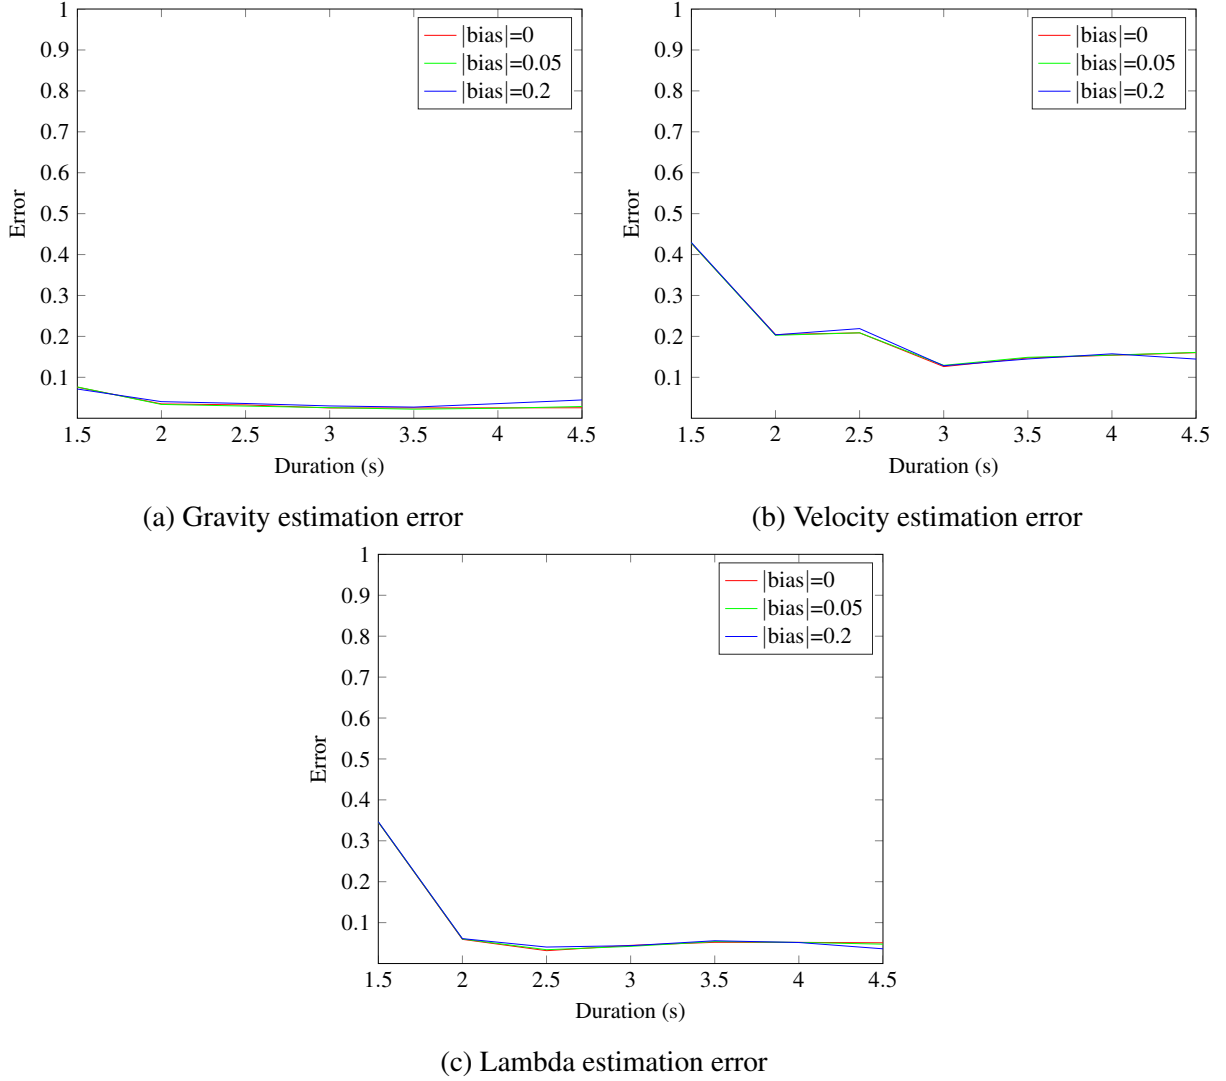 1
0.9
0.8
0.7
0.6
0.5
0.4
0.3
0.2
0.1
Error
1.5 2 2.5 3 3.5 4 4.5
Duration (s)
|bias|=0
|bias|=0.05
|bias|=0.2
(a) Gravity estimation error
1
0.9
0.8
0.7
0.6
0.5
0.4
0.3
0.2
0.1
Error
1.5 2 2.5 3 3.5 4 4.5
Duration (s)
|bias|=0
|bias|=0.05
|bias|=0.2
(b) Velocity estimation error
1
0.9
0.8
0.7
0.6
0.5
0.4
0.3
0.2
0.1
Error
1.5 2 2.5 3 3.5 4 4.5
Duration (s)
|bias|=0
|bias|=0.05
|bias|=0.2
(c) Lambda estimation error